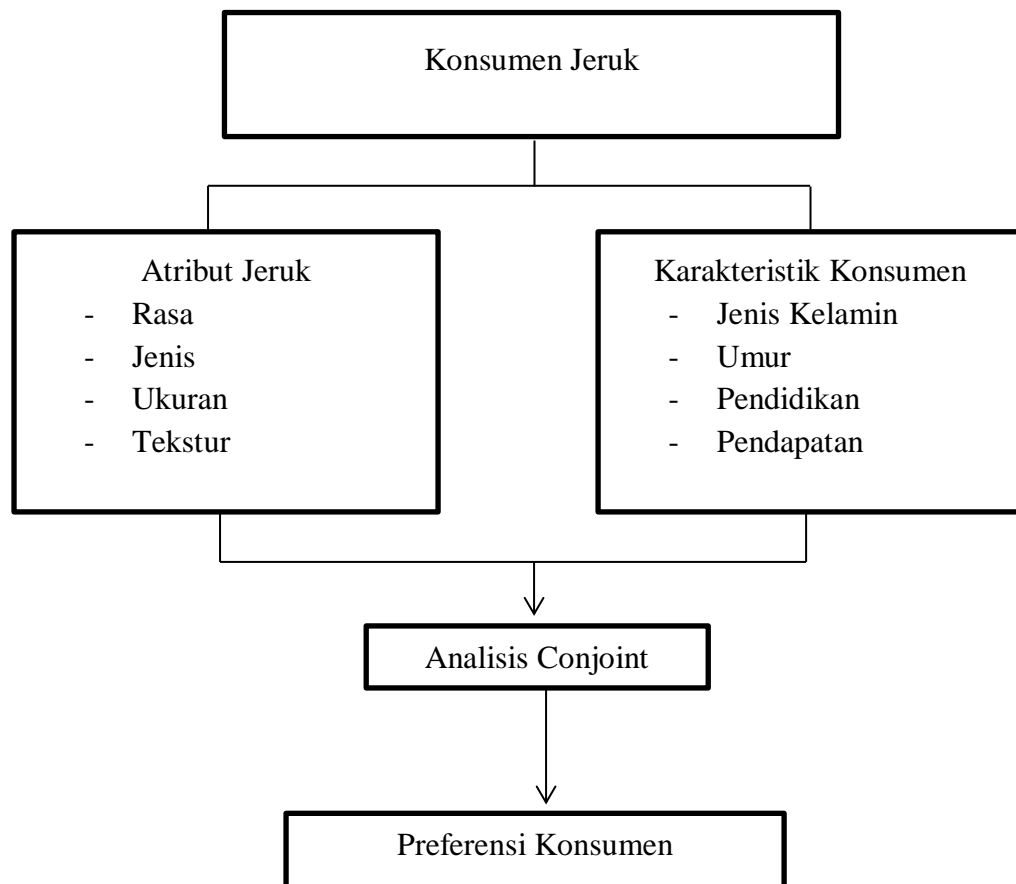 Konsumen Jeruk
Atribut Jeruk
- Rasa
- Jenis
- Ukuran
- Tekstur
Karakteristik Konsumen
- Jenis Kelamin
- Umur
- Pendidikan
- Pendapatan
Analisis Conjoint
Preferensi Konsumen